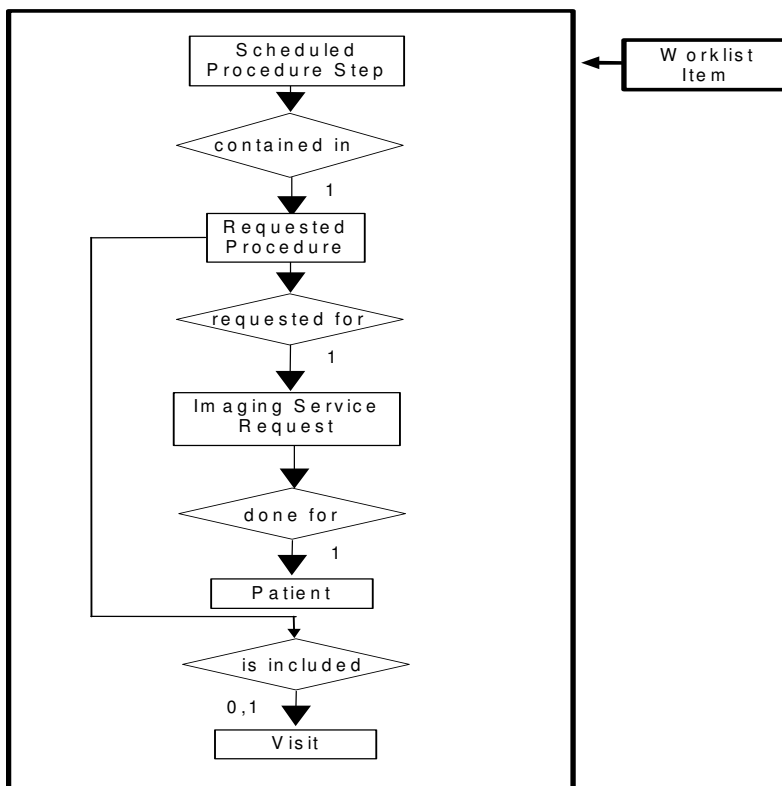 Scheduled
Procedure Step
Worklist
Item
contained in
1
Requested
Procedure
requested for
1
Imaging Service
Request
done for
1
Patient
is included
0,1
Visit